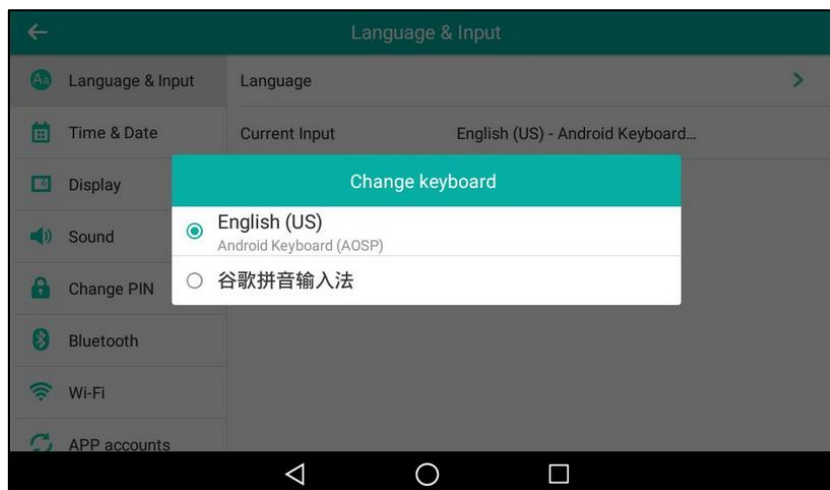 Language & Input
Aa Language & Input
Language
Time & Date
Current Input
English (US) - Android Keyboard...
Display
Change keyboard
Sound
English (US)
Android Keyboard (AOSP)
Change PIN
谷歌拼音输入法
Bluetooth
Wi-Fi
APP accounts